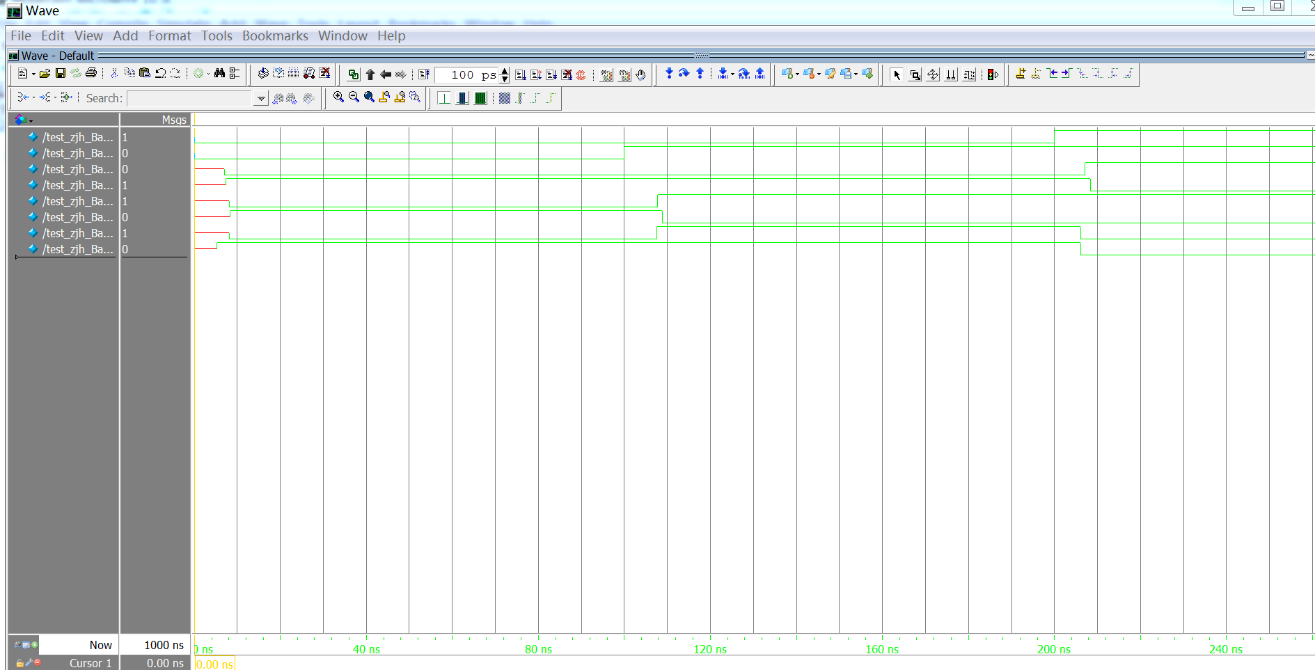 Wave
File Edit View Add Format Tools Bookmarks Window Help
Wave - Default
100 ps
Search:
Msgs
/test_zjh_Ba... 1
/test_zjh_Ba... 0
/test_zjh_Ba... 0
/test_zjh_Ba... 1
/test_zjh_Ba... 1
/test_zjh_Ba... 0
/test_zjh_Ba... 1
/test_zjh_Ba... 0
Now 1000 ns
0 ns 40 ns 80 ns 120 ns 160 ns 200 ns 240 ns
Cursor 1 0.00 ns 0.00 ns